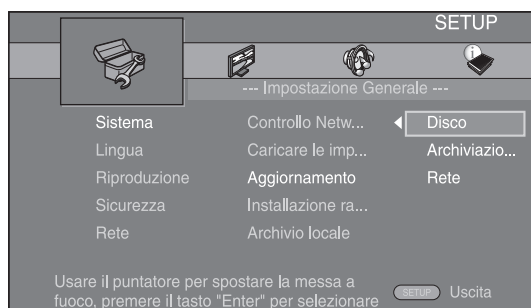 SETUP
--- Impostazione Generale ---
Sistema Controllo Netw... Disco
Lingua Caricare le imp... Archiviazio...
Riproduzione Aggiornamento Rete
Sicurezza Installazione ra...
Rete Archivio locale
Usare il puntatore per spostare la messa a
fuoco, premere il tasto "Enter" per selezionare
SETUP Uscita